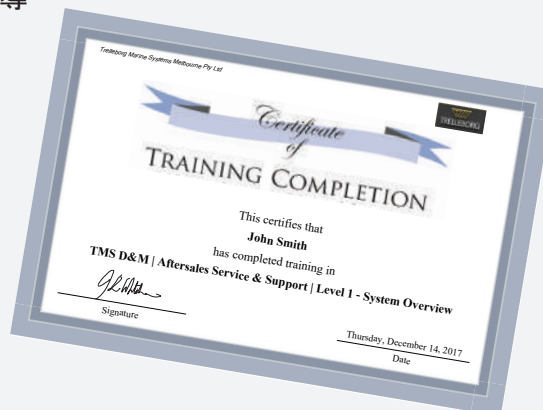 Trelleborg Marine Systems Melbourne Pty Ltd
TRELLEBORG
Certificate
of
TRAINING COMPLETION
This certifies that
John Smith
has completed training in
TMS D&M | Aftersales Service & Support | Level 1 - System Overview
Signature
Thursday, December 14, 2017
Date